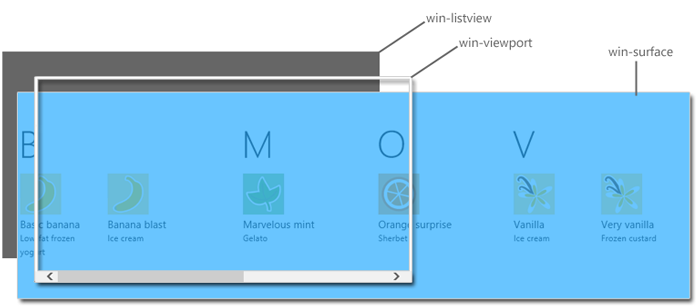 win-listview
win-viewport
win-surface
B M O V
Basic banana
Low-fat frozen
yogurt
Banana blast
Ice cream
Marvelous mint
Gelato
Orange surprise
Sherbet
Vanilla
Ice cream
Very vanilla
Frozen custard